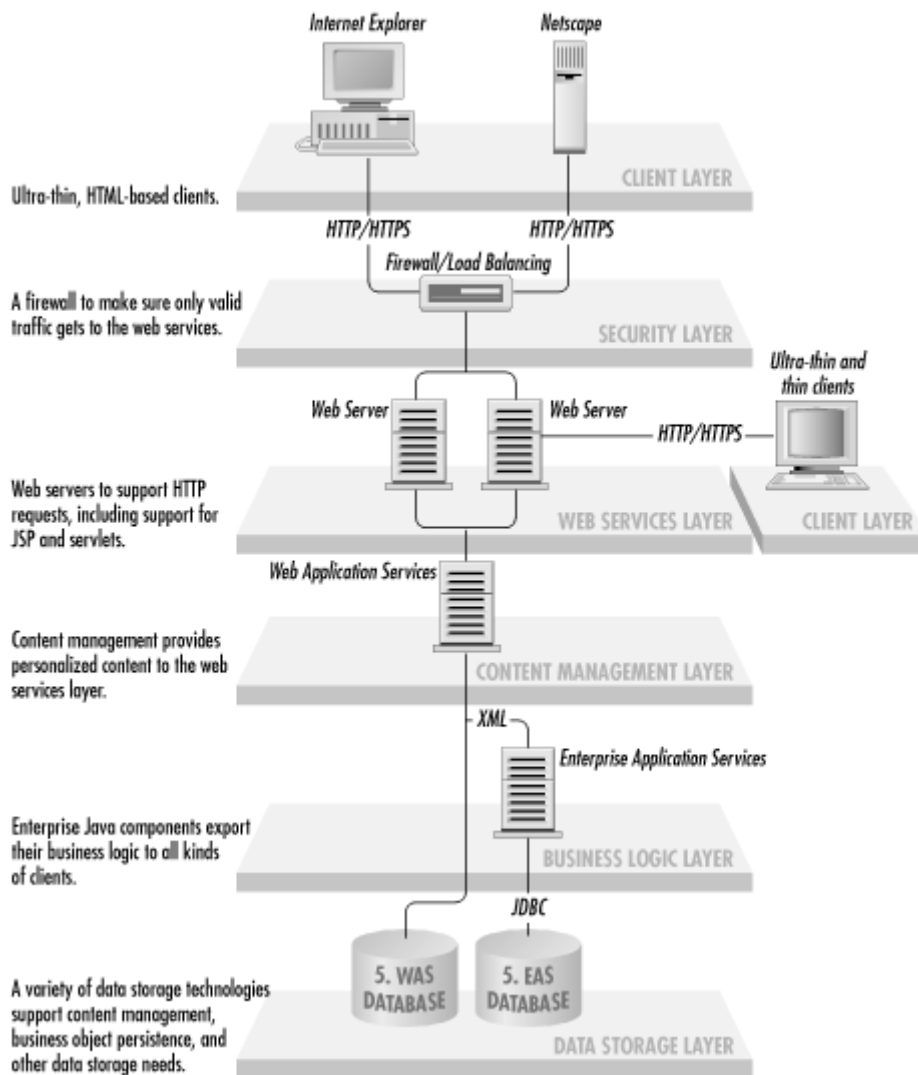 Internet Explorer
Netscape
CLIENT LAYER
Ultra-thin, HTML-based clients.
HTTP/HTTPS
HTTP/HTTPS
Firewall/Load Balancing
A firewall to make sure only valid
traffic gets to the web services.
SECURITY LAYER
Ultra-thin and
thin clients
Web Server
Web Server
HTTP/HTTPS
Web servers to support HTTP
requests, including support for
JSP and servlets.
WEB SERVICES LAYER
CLIENT LAYER
Web Application Services
Content management provides
personalized content to the web
services layer.
CONTENT MANAGEMENT LAYER
XML
Enterprise Application Services
Enterprise Java components export
their business logic to all kinds
of clients.
BUSINESS LOGIC LAYER
JDBC
5. WAS
DATABASE
5. EAS
DATABASE
A variety of data storage technologies
support content management,
business object persistence, and
other data storage needs.
DATA STORAGE LAYER